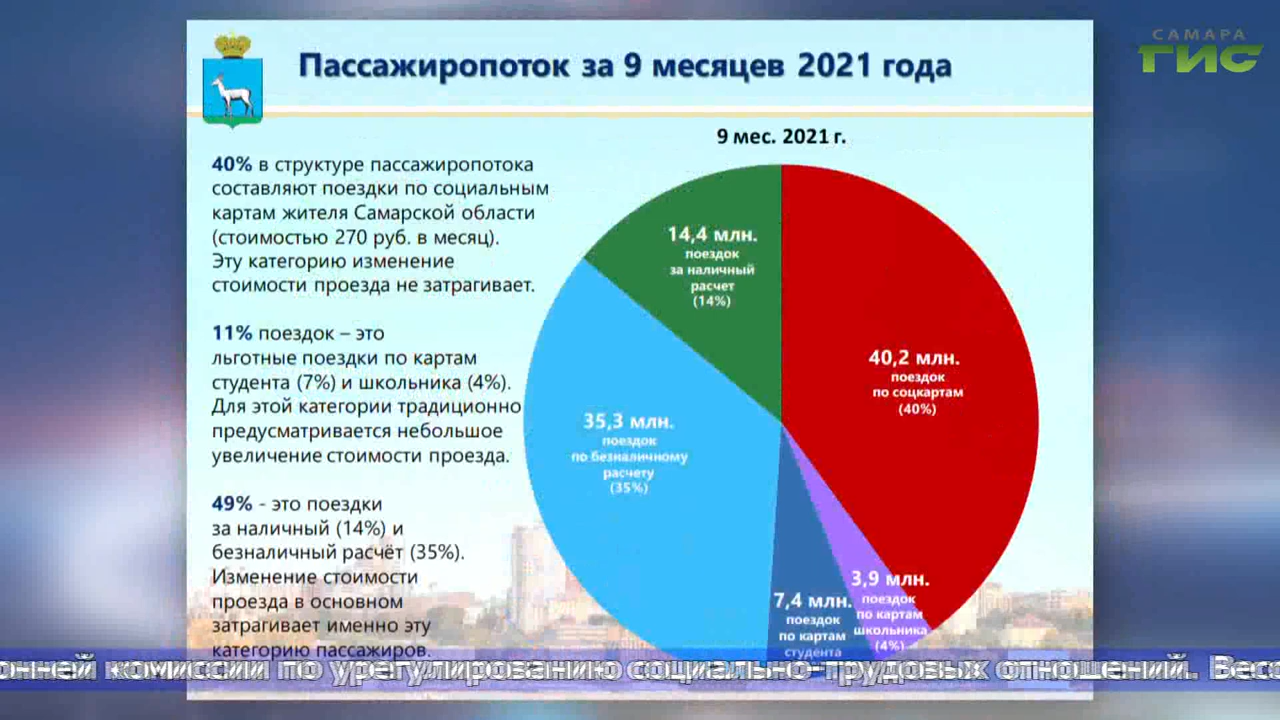 САМАРА
ГИС
Пассажиропоток за 9 месяцев 2021 года
9 мес. 2021 г.
40% в структуре пассажиропотока
составляют поездки по социальным
картам жителя Самарской области
(стоимостью 270 руб. в месяц).
Эту категорию изменение
стоимости проезда не затрагивает.
11% поездок – это
льготные поездки по картам
студента (7%) и школьника (4%).
Для этой категории традиционно
предусматривается небольшое
увеличение стоимости проезда.
49% - это поездки
за наличный (14%) и
безналичный расчёт (35%).
Изменение стоимости
проезда в основном
затрагивает именно эту
категорию пассажиров.
14,4 млн.
поездок
за наличный
расчет
(14%)
40,2 млн.
поездок
по соцкартам
(40%)
35,3 млн.
поездок
по безналичному
расчету
(35%)
7,4 млн.
поездок
по картам
студента
3,9 млн.
поездок
по картам
школьника
(4%)
комиссии по урегулированию социально-трудовых отношений.